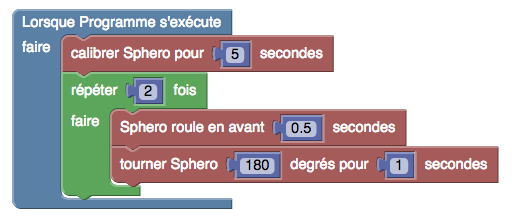 Lorsque Programme s'exécute
faire calibrer Sphero pour 5 secondes
répéter 2 fois
faire Sphero roule en avant 0.5 secondes
tourner Sphero 180 degrés pour 1 secondes